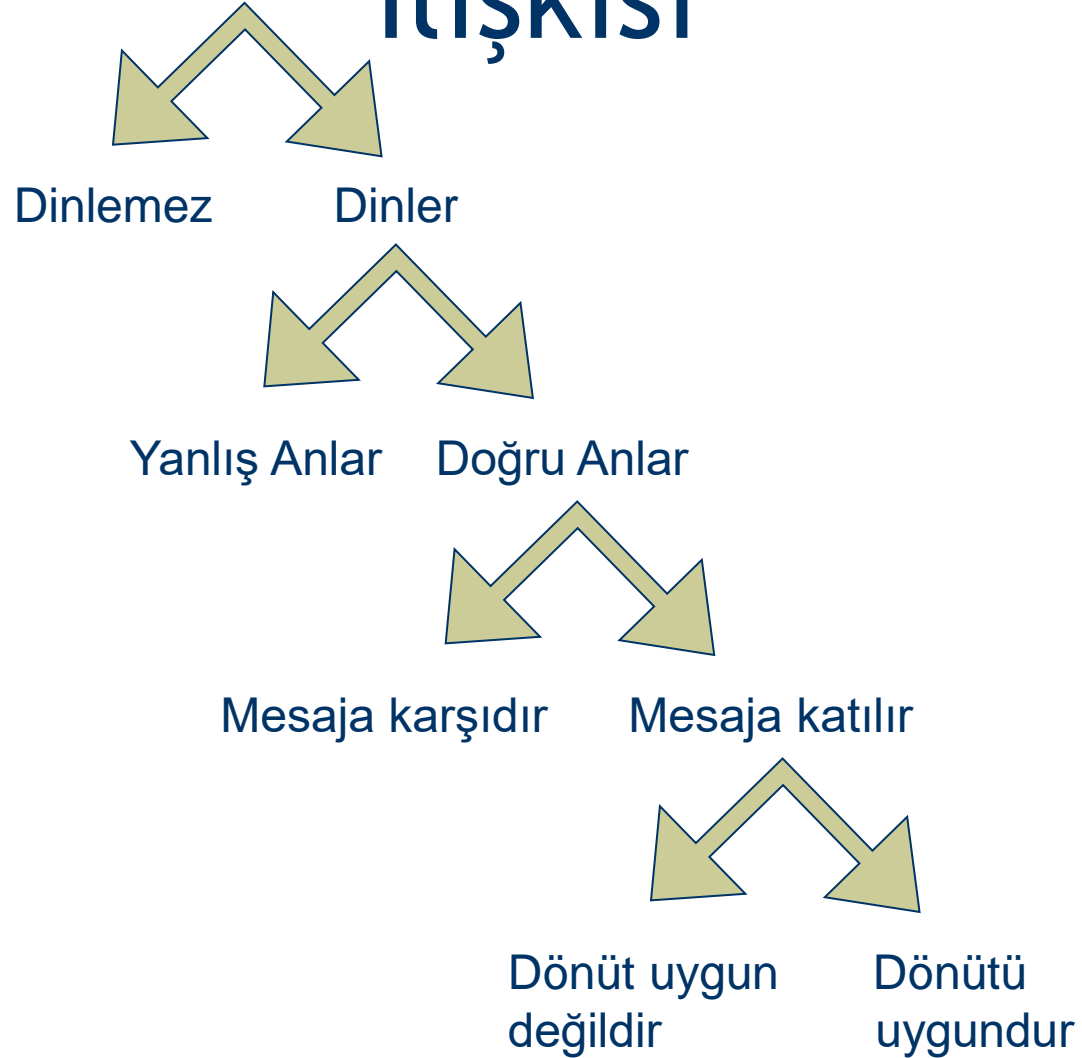 ilişkisi
Dinlemez Dinler
Yanlış Anlar Doğru Anlar
Mesaja karşıdır Mesaja katılır
Dönüt uygun Dönütü
değildir uygundur